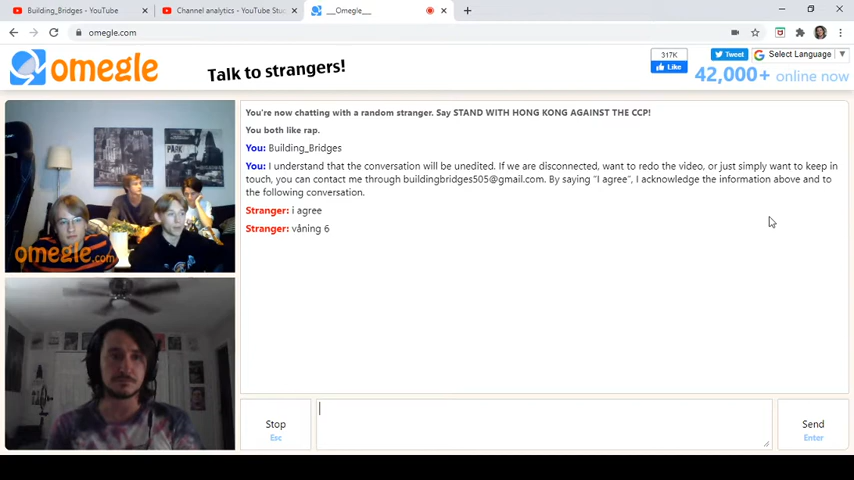 Building_Bridges - YouTube
Channel analytics - YouTube Stu
___Omegle___
omegle.com
omegle
Talk to strangers!
317K
Like
Tweet
Select Language
42,000+ online now
You're now chatting with a random stranger. Say STAND WITH HONG KONG AGAINST THE CCP!
You both like rap.
You: Building_Bridges
You: I understand that the conversation will be unedited. If we are disconnected, want to redo the video, or just simply want to keep in
touch, you can contact me through buildingbridges505@gmail.com. By saying "I agree", I acknowledge the information above and to
the following conversation.
Stranger: i agree
Stranger: våning 6
PARK
omegle.com
Stop
Esc
Send
Enter